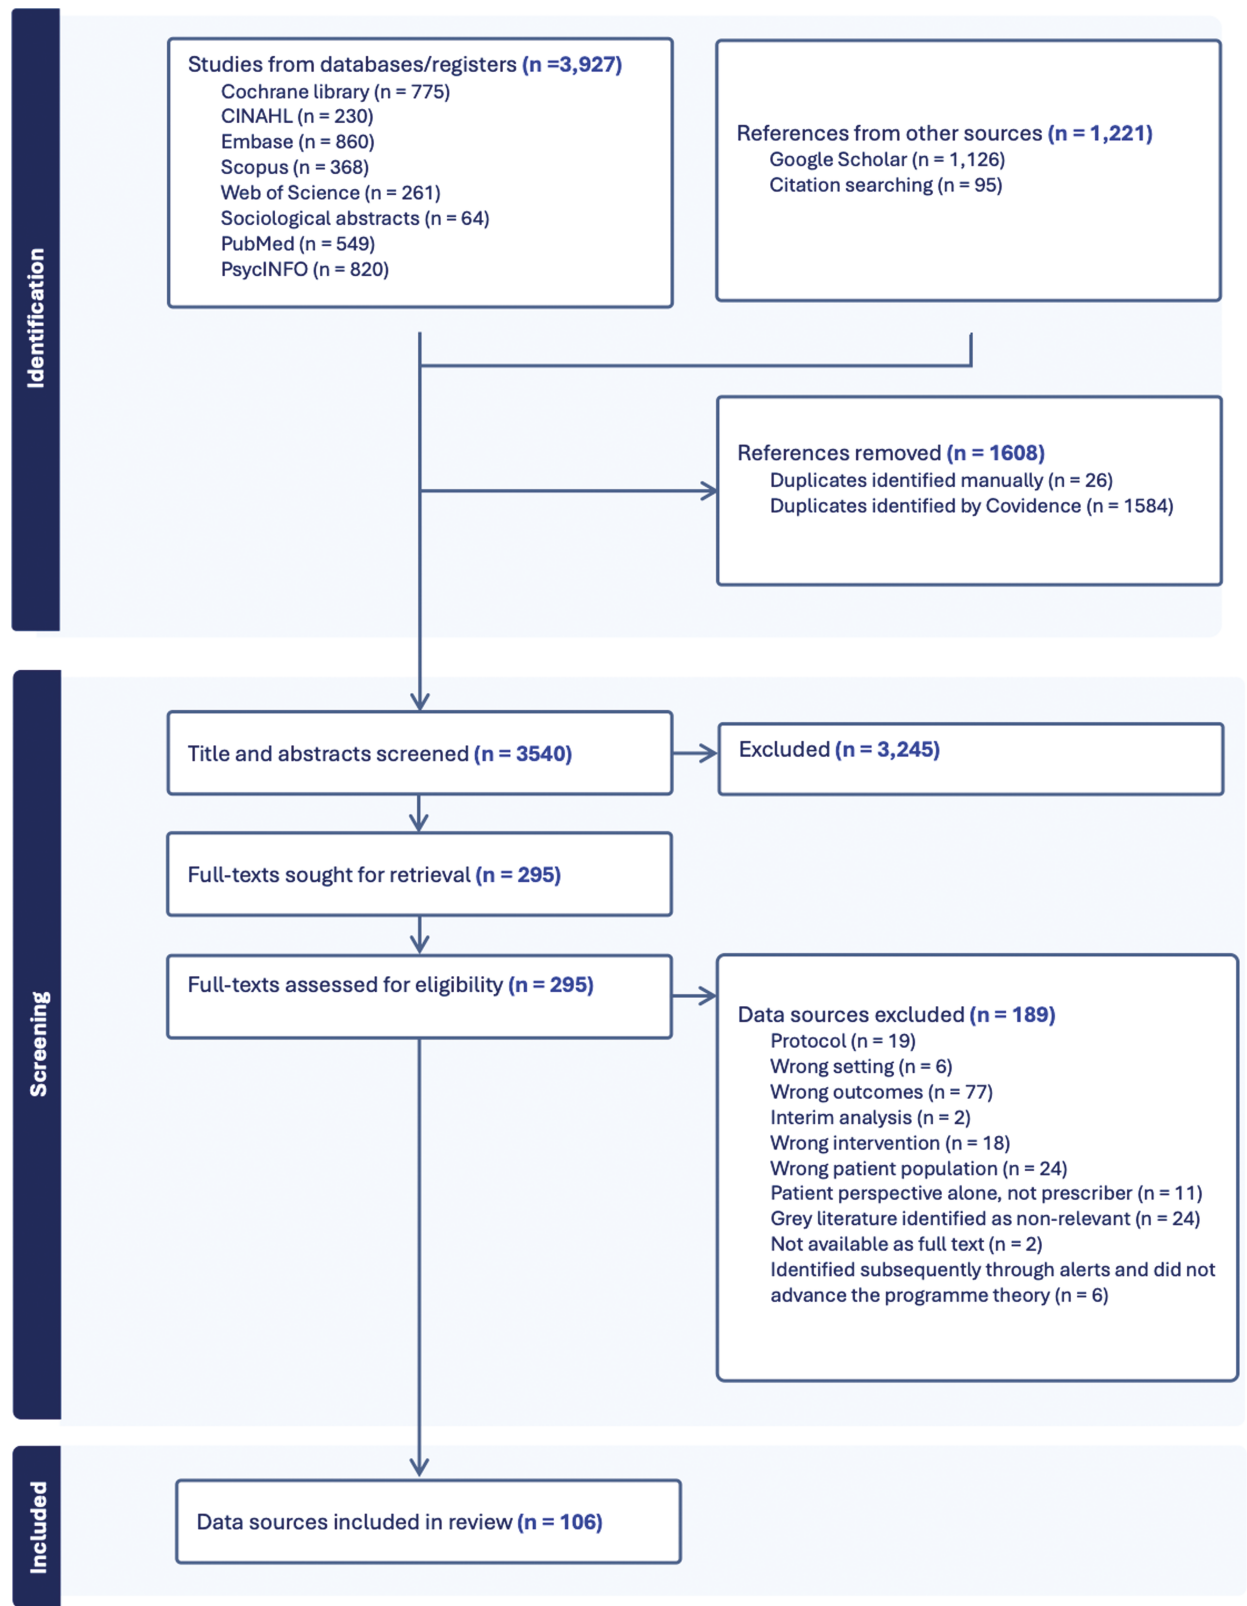 Identification
Studies from databases/registers (n =3,927)
Cochrane library (n = 775)
CINAHL (n = 230)
Embase (n = 860)
Scopus (n = 368)
Web of Science (n = 261)
Sociological abstracts (n = 64)
PubMed (n = 549)
PsycINFO (n = 820)
References from other sources (n = 1,221)
Google Scholar (n = 1,126)
Citation searching (n = 95)
References removed (n = 1608)
Duplicates identified manually (n = 26)
Duplicates identified by Covidence (n = 1584)
Screening
Title and abstracts screened (n = 3540)
Excluded (n = 3,245)
Full-texts sought for retrieval (n = 295)
Full-texts assessed for eligibility (n = 295)
Data sources excluded (n = 189)
Protocol (n = 19)
Wrong setting (n = 6)
Wrong outcomes (n = 77)
Interim analysis (n = 2)
Wrong intervention (n = 18)
Wrong patient population (n = 24)
Patient perspective alone, not prescriber (n = 11)
Grey literature identified as non-relevant (n = 24)
Not available as full text (n = 2)
Identified subsequently through alerts and did not
advance the programme theory (n = 6)
Included
Data sources included in review (n = 106)